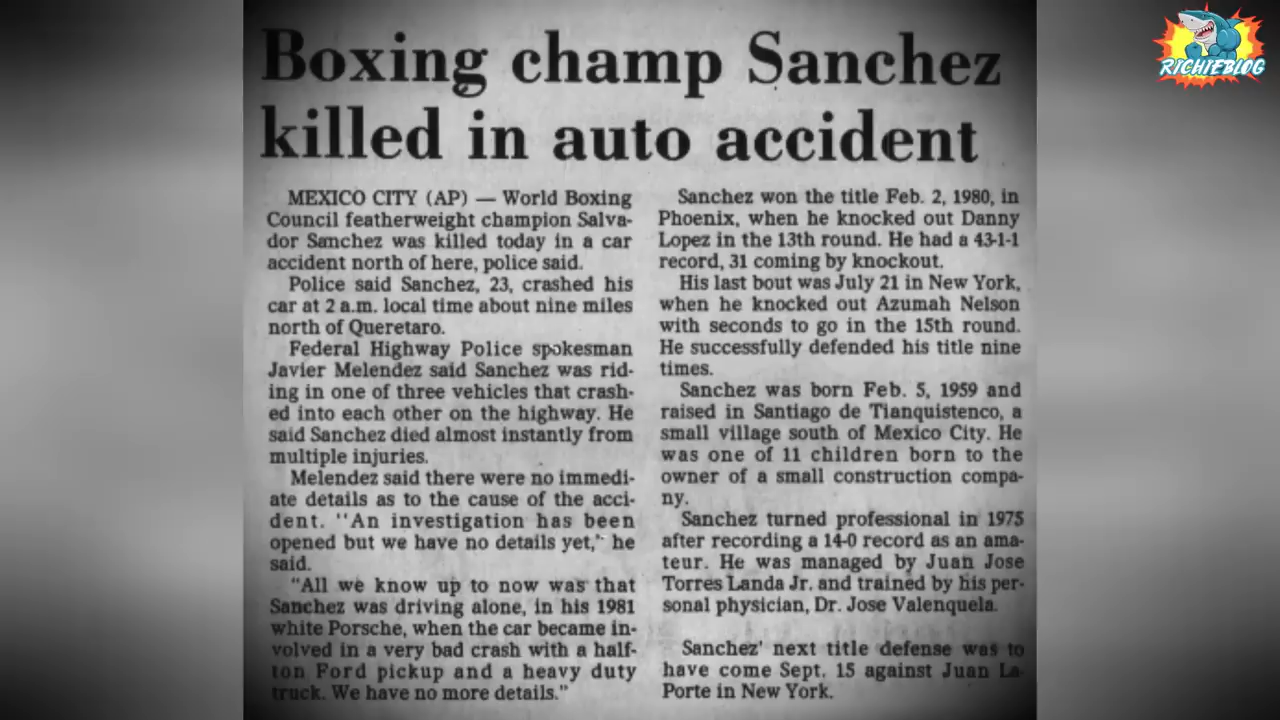 Boxing champ Sanchez
killed in auto accident
MEXICO CITY (AP) — World Boxing
Council featherweight champion Salva-
dor Sanchez was killed today in a car
accident north of here, police said.
Police said Sanchez, 23, crashed his
car at 2 a.m. local time about nine miles
north of Queretaro.
Federal Highway Police spokesman
Javier Melendez said Sanchez was rid-
ing in one of three vehicles that crash-
ed into each other on the highway. He
said Sanchez died almost instantly from
multiple injuries.
Melendez said there were no immedi-
ate details as to the cause of the acci-
dent. "An investigation has been
opened but we have no details yet," he
said.
"All we know up to now was that
Sanchez was driving alone, in his 1981
white Porsche, when the car became in-
volved in a very bad crash with a half-
ton Ford pickup and a heavy duty
truck. We have no more details."
Sanchez won the title Feb. 2, 1980, in
Phoenix, when he knocked out Danny
Lopez in the 13th round. He had a 43-1-1
record, 31 coming by knockout.
His last bout was July 21 in New York,
when he knocked out Azumah Nelson
with seconds to go in the 15th round.
He successfully defended his title nine
times.
Sanchez was born Feb. 5, 1959 and
raised in Santiago de Tianquistenco, a
small village south of Mexico City. He
was one of 11 children born to the
owner of a small construction compa-
ny.
Sanchez turned professional in 1975
after recording a 14-0 record as an ama-
teur. He was managed by Juan Jose
Torres Landa Jr. and trained by his per-
sonal physician, Dr. Jose Valenquela.
Sanchez' next title defense was to
have come Sept. 15 against Juan La-
Porte in New York.
RICHIEBLOG